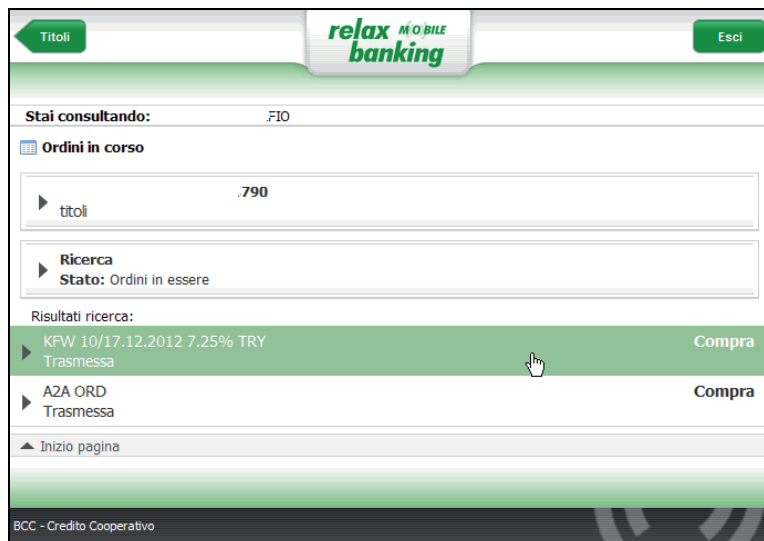 Titoli
relax MOBILE
banking
Esci
Stai consultando: .FIO
Ordini in corso
.790
titoli
Ricerca
Stato: Ordini in essere
Risultati ricerca:
KFW 10/17.12.2012 7.25% TRY Compra
Trasmessa
A2A ORD Compra
Trasmessa
Inizio pagina
BCC - Credito Cooperativo